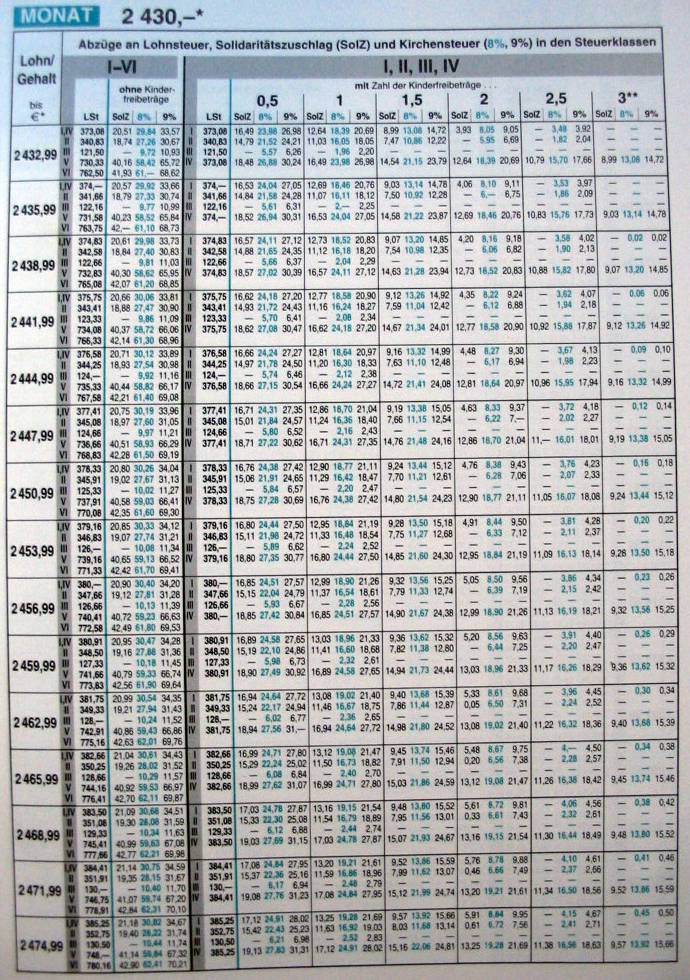 MONAT 2 430,–*
Abzüge an Lohnsteuer, Solidaritätszuschlag (SolZ) und Kirchensteuer (8%, 9%) in den Steuerklassen
Lohn/ Gehalt bis €*
I–VI I, II, III, IV
ohne Kinderfreibeträge mit Zahl der Kinderfreibeträge . . .
0,5 1 1,5 2 2,5 3**
LSt SolZ 8% 9% LSt SolZ 8% 9% SolZ 8% 9% SolZ 8% 9% SolZ 8% 9% SolZ 8% 9% SolZ 8% 9%
2 432,99
I,IV 373,08 20,51 29,84 33,57 I 373,08 16,49 23,98 26,98 12,64 18,39 20,69 8,99 13,08 14,72 3,93 8,05 9,05 — 3,48 3,92 — — —
II 340,83 18,74 27,26 30,67 II 340,83 14,79 21,52 24,21 11,03 16,05 18,05 7,47 10,86 12,22 — 5,95 6,69 — 1,82 2,04 — — —
III 121,50 — 9,72 10,93 III 121,50 — 5,57 6,26 — 1,96 2,20 — — — — — — — — — — — —
V 730,33 40,16 58,42 65,72 IV 373,08 18,48 26,88 30,24 16,49 23,98 26,98 14,54 21,15 23,79 12,64 18,39 20,69 10,79 15,70 17,66 8,99 13,08 14,72
VI 762,50 41,93 61,— 68,62
2 435,99
I,IV 374,— 20,57 29,92 33,66 I 374,— 16,53 24,04 27,05 12,69 18,46 20,76 9,03 13,14 14,78 4,06 8,10 9,11 — 3,53 3,97 — — —
II 341,66 18,79 27,33 30,74 II 341,66 14,84 21,58 24,28 11,07 16,11 18,12 7,50 10,92 12,28 — 6,— 6,75 — 1,86 2,09 — — —
III 122,16 — 9,77 10,99 III 122,16 — 5,61 6,31 — 2,— 2,25 — — — — — — — — — — — —
V 731,58 40,23 58,52 65,84 IV 374,— 18,52 26,94 30,31 16,53 24,04 27,05 14,58 21,22 23,87 12,69 18,46 20,76 10,83 15,76 17,73 9,03 13,14 14,78
VI 763,75 42,— 61,10 68,73
2 438,99
I,IV 374,83 20,61 29,98 33,73 I 374,83 16,57 24,11 27,12 12,73 18,52 20,83 9,07 13,20 14,85 4,20 8,16 9,18 — 3,58 4,02 — 0,02 0,02
II 342,58 18,84 27,40 30,83 II 342,58 14,88 21,65 24,35 11,12 16,18 18,20 7,54 10,98 12,35 — 6,06 6,82 — 1,90 2,13 — — —
III 122,66 — 9,81 11,03 III 122,66 — 5,66 6,37 — 2,04 2,29 — — — — — — — — — — — —
V 732,83 40,30 58,62 65,95 IV 374,83 18,57 27,02 30,39 16,57 24,11 27,12 14,63 21,28 23,94 12,73 18,52 20,83 10,88 15,82 17,80 9,07 13,20 14,85
VI 765,08 42,07 61,20 68,85
2 441,99
I,IV 375,75 20,66 30,06 33,81 I 375,75 16,62 24,18 27,20 12,77 18,58 20,90 9,12 13,26 14,92 4,35 8,22 9,24 — 3,62 4,07 — 0,06 0,06
II 343,41 18,88 27,47 30,90 II 343,41 14,93 21,72 24,43 11,16 16,24 18,27 7,59 11,04 12,42 — 6,12 6,88 — 1,94 2,18 — — —
III 123,33 — 9,86 11,09 III 123,33 — 5,70 6,41 — 2,08 2,34 — — — — — — — — — — — —
V 734,08 40,37 58,72 66,06 IV 375,75 18,62 27,08 30,47 16,62 24,18 27,20 14,67 21,34 24,01 12,77 18,58 20,90 10,92 15,88 17,87 9,12 13,26 14,92
VI 766,33 42,14 61,30 68,96
2 444,99
I,IV 376,58 20,71 30,12 33,89 I 376,58 16,66 24,24 27,27 12,81 18,64 20,97 9,16 13,32 14,99 4,48 8,27 9,30 — 3,67 4,13 — 0,09 0,10
II 344,25 18,93 27,54 30,98 II 344,25 14,97 21,78 24,50 11,20 16,30 18,33 7,63 11,10 12,48 — 6,17 6,94 — 1,98 2,23 — — —
III 124,— — 9,92 11,16 III 124,— — 5,74 6,46 — 2,12 2,38 — — — — — — — — — — — —
V 735,33 40,44 58,82 66,17 IV 376,58 18,66 27,15 30,54 16,66 24,24 27,27 14,72 21,41 24,08 12,81 18,64 20,97 10,96 15,95 17,94 9,16 13,32 14,99
VI 767,58 42,21 61,40 69,08
2 447,99
I,IV 377,41 20,75 30,19 33,96 I 377,41 16,71 24,31 27,35 12,86 18,70 21,04 9,19 13,38 15,05 4,63 8,33 9,37 — 3,72 4,18 — 0,12 0,14
II 345,08 18,97 27,60 31,05 II 345,08 15,01 21,84 24,57 11,24 16,36 18,40 7,66 11,15 12,54 — 6,22 7,— — 2,02 2,27 — — —
III 124,66 — 9,97 11,21 III 124,66 — 5,80 6,52 — 2,16 2,43 — — — — — — — — — — — —
V 736,66 40,51 58,93 66,29 IV 377,41 18,71 27,22 30,62 16,71 24,31 27,35 14,76 21,48 24,16 12,86 18,70 21,04 11,— 16,01 18,01 9,19 13,38 15,05
VI 768,83 42,28 61,50 69,19
2 450,99
I,IV 378,33 20,80 30,26 34,04 I 378,33 16,76 24,38 27,42 12,90 18,77 21,11 9,24 13,44 15,12 4,76 8,38 9,43 — 3,76 4,23 — 0,16 0,18
II 345,91 19,02 27,67 31,13 II 345,91 15,06 21,91 24,65 11,29 16,42 18,47 7,70 11,21 12,61 — 6,28 7,06 — 2,07 2,33 — — —
III 125,33 — 10,02 11,27 III 125,33 — 5,84 6,57 — 2,20 2,47 — — — — — — — — — — — —
V 737,91 40,58 59,03 66,41 IV 378,33 18,75 27,28 30,69 16,76 24,38 27,42 14,80 21,54 24,23 12,90 18,77 21,11 11,05 16,07 18,08 9,24 13,44 15,12
VI 770,08 42,35 61,60 69,30
2 453,99
I,IV 379,16 20,85 30,33 34,12 I 379,16 16,80 24,44 27,50 12,95 18,84 21,19 9,28 13,50 15,18 4,91 8,44 9,50 — 3,81 4,28 — 0,20 0,22
II 346,83 19,07 27,74 31,21 II 346,83 15,11 21,98 24,72 11,33 16,48 18,54 7,75 11,27 12,68 — 6,33 7,12 — 2,11 2,37 — — —
III 126,— — 10,08 11,34 III 126,— — 5,89 6,62 — 2,24 2,52 — — — — — — — — — — — —
V 739,16 40,65 59,13 66,52 IV 379,16 18,80 27,35 30,77 16,80 24,44 27,50 14,85 21,60 24,30 12,95 18,84 21,19 11,09 16,13 18,14 9,28 13,50 15,18
VI 771,33 42,42 61,70 69,41
2 456,99
I,IV 380,— 20,90 30,40 34,20 I 380,— 16,85 24,51 27,57 12,99 18,90 21,26 9,32 13,56 15,25 5,05 8,50 9,56 — 3,86 4,34 — 0,23 0,26
II 347,66 19,12 27,81 31,28 II 347,66 15,15 22,04 24,79 11,37 16,54 18,61 7,79 11,33 12,74 — 6,39 7,19 — 2,15 2,42 — — —
III 126,66 — 10,13 11,39 III 126,66 — 5,93 6,67 — 2,28 2,56 — — — — — — — — — — — —
V 740,41 40,72 59,23 66,63 IV 380,— 18,85 27,42 30,84 16,85 24,51 27,57 14,90 21,67 24,38 12,99 18,90 21,26 11,13 16,19 18,21 9,32 13,56 15,25
VI 772,58 42,49 61,80 69,53
2 459,99
I,IV 380,91 20,95 30,47 34,28 I 380,91 16,89 24,58 27,65 13,03 18,96 21,33 9,36 13,62 15,32 5,20 8,56 9,63 — 3,91 4,40 — 0,26 0,29
II 348,50 19,16 27,88 31,36 II 348,50 15,19 22,10 24,86 11,41 16,60 18,68 7,82 11,38 12,80 — 6,44 7,25 — 2,20 2,47 — — —
III 127,33 — 10,18 11,45 III 127,33 — 5,98 6,73 — 2,32 2,61 — — — — — — — — — — — —
V 741,76 40,79 59,33 66,74 IV 380,91 18,90 27,49 30,92 16,89 24,58 27,65 14,94 21,73 24,44 13,03 18,96 21,33 11,17 16,26 18,29 9,36 13,62 15,32
VI 773,83 42,56 61,90 69,64
2 462,99
I,IV 381,75 20,99 30,54 34,35 I 381,75 16,94 24,64 27,72 13,08 19,02 21,40 9,40 13,68 15,39 5,33 8,61 9,68 — 3,96 4,45 — 0,30 0,34
II 349,33 19,21 27,94 31,43 II 349,33 15,24 22,17 24,94 11,46 16,67 18,75 7,86 11,44 12,87 0,05 6,50 7,31 — 2,24 2,52 — — —
III 128,— — 10,24 11,52 III 128,— — 6,02 6,77 — 2,36 2,65 — — — — — — — — — — — —
V 742,91 40,86 59,43 66,86 IV 381,75 18,94 27,56 31,— 16,94 24,64 27,72 14,98 21,80 24,52 13,08 19,02 21,40 11,22 16,32 18,36 9,40 13,68 15,39
VI 775,16 42,63 62,01 69,76
2 465,99
I,IV 382,66 21,04 30,61 34,43 I 382,66 16,99 24,71 27,80 13,12 19,08 21,47 9,45 13,74 15,46 5,48 8,67 9,75 — 4,— 4,50 — 0,34 0,38
II 350,25 19,26 28,02 31,52 II 350,25 15,29 22,24 25,02 11,50 16,73 18,82 7,91 11,50 12,94 0,20 6,56 7,38 — 2,28 2,57 — — —
III 128,66 — 10,29 11,57 III 128,66 — 6,08 6,84 — 2,40 2,70 — — — — — — — — — — — —
V 744,16 40,92 59,53 66,97 IV 382,66 18,99 27,62 31,07 16,99 24,71 27,80 15,03 21,86 24,59 13,12 19,08 21,47 11,26 16,38 18,42 9,45 13,74 15,46
VI 776,41 42,70 62,11 69,87
2 468,99
I,IV 383,50 21,09 30,68 34,51 I 383,50 17,03 24,78 27,87 13,16 19,15 21,54 9,48 13,80 15,52 5,61 8,72 9,81 — 4,06 4,56 — 0,38 0,42
II 351,08 19,30 28,08 31,59 II 351,08 15,33 22,30 25,08 11,54 16,79 18,89 7,95 11,56 13,01 0,33 6,61 7,43 — 2,32 2,61 — — —
III 129,33 — 10,34 11,63 III 129,33 — 6,12 6,88 — 2,44 2,74 — — — — — — — — — — — —
V 745,41 40,99 59,63 67,08 IV 383,50 19,03 27,69 31,15 17,03 24,78 27,87 15,07 21,93 24,67 13,16 19,15 21,54 11,30 16,44 18,49 9,48 13,80 15,52
VI 777,66 42,77 62,21 69,98
2 471,99
I,IV 384,41 21,14 30,75 34,59 I 384,41 17,08 24,84 27,95 13,20 19,21 21,61 9,52 13,86 15,59 5,76 8,78 9,88 — 4,10 4,61 — 0,41 0,46
II 351,91 19,35 28,15 31,67 II 351,91 15,37 22,36 25,16 11,59 16,86 18,96 7,99 11,62 13,07 0,46 6,66 7,49 — 2,37 2,66 — — —
III 130,— — 10,40 11,70 III 130,— — 6,17 6,94 — 2,48 2,79 — — — — — — — — — — — —
V 746,75 41,07 59,74 67,20 IV 384,41 19,08 27,76 31,23 17,08 24,84 27,95 15,12 21,99 24,74 13,20 19,21 21,61 11,34 16,50 18,56 9,52 13,86 15,59
VI 778,91 42,84 62,31 70,10
2 474,99
I,IV 385,25 21,18 30,82 34,67 I 385,25 17,12 24,91 28,02 13,25 19,28 21,69 9,57 13,92 15,66 5,91 8,84 9,95 — 4,15 4,67 — 0,45 0,50
II 352,75 19,40 28,22 31,74 II 352,75 15,42 22,43 25,23 11,63 16,92 19,03 8,03 11,68 13,14 0,61 6,72 7,56 — 2,41 2,71 — — —
III 130,50 — 10,44 11,74 III 130,50 — 6,21 6,98 — 2,52 2,83 — — — — — — — — — — — —
V 748,— 41,14 59,84 67,32 IV 385,25 19,13 27,83 31,31 17,12 24,91 28,02 15,16 22,06 24,81 13,25 19,28 21,69 11,38 16,56 18,63 9,57 13,92 15,66
VI 780,16 42,90 62,41 70,21